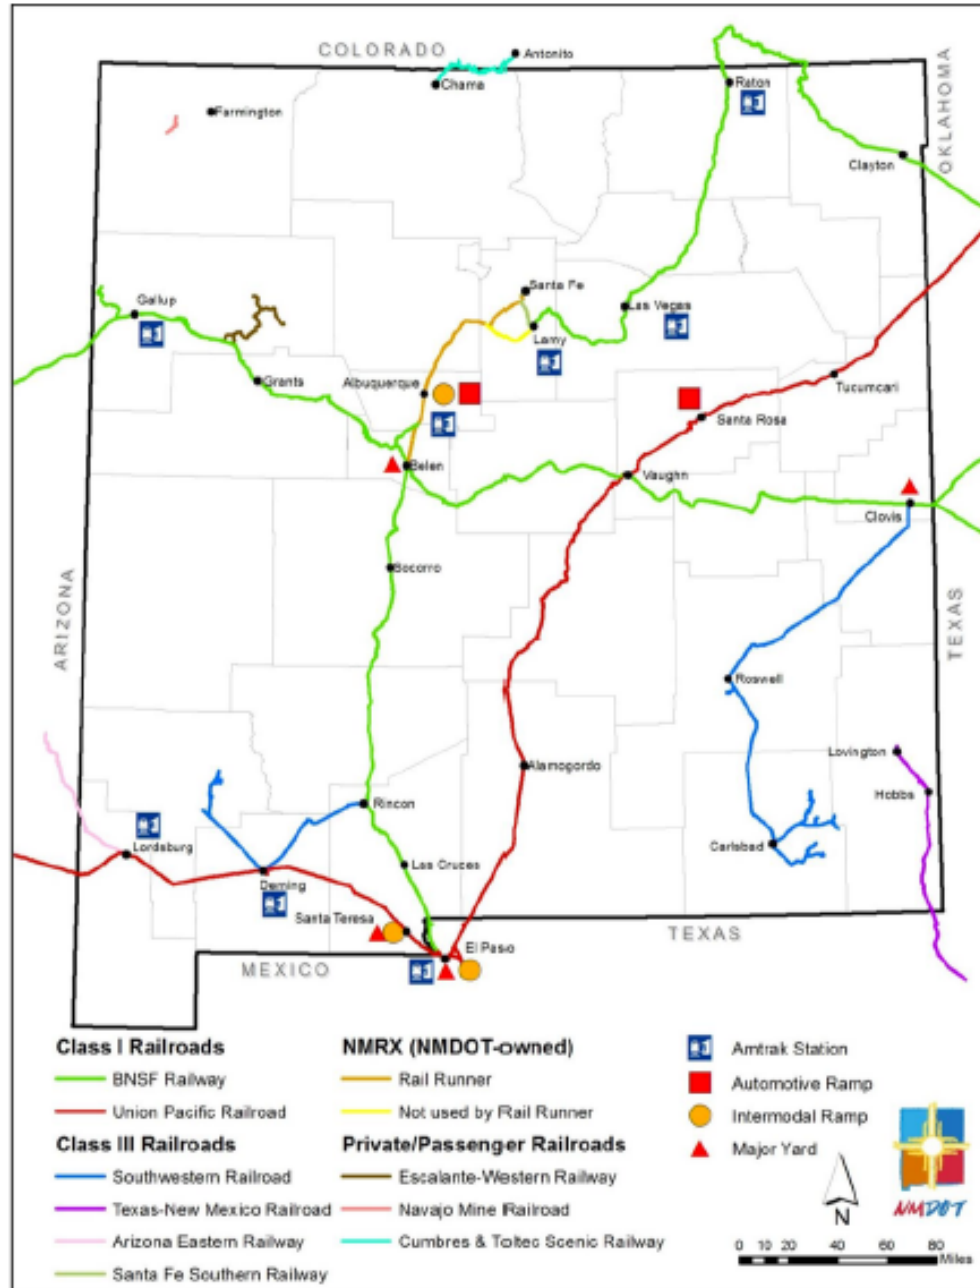 COLORADO
Antonito
Chama
Raton
OKLAHOMA
Farmington
Clayton
Santa Fe
Gallup
Las Vegas
Lamy
Grants
Albuquerque
Tucumcari
Santa Rosa
Belen
Vaughn
Clovis
ARIZONA
Socorro
TEXAS
Roswell
Lovington
Alamogordo
Hobbs
Rincon
Carlsbad
Lordsburg
Las Cruces
Deming
Santa Teresa
TEXAS
El Paso
MEXICO
Class I Railroads
BNSF Railway
Union Pacific Railroad
Class III Railroads
Southwestern Railroad
Texas-New Mexico Railroad
Arizona Eastern Railway
Santa Fe Southern Railway
NMRX (NMDOT-owned)
Rail Runner
Not used by Rail Runner
Private/Passenger Railroads
Escalante-Western Railway
Navajo Mine Railroad
Cumbres & Toltec Scenic Railway
Amtrak Station
Automotive Ramp
Intermodal Ramp
Major Yard
N
NMDOT
0 10 20 40 60 80
Miles